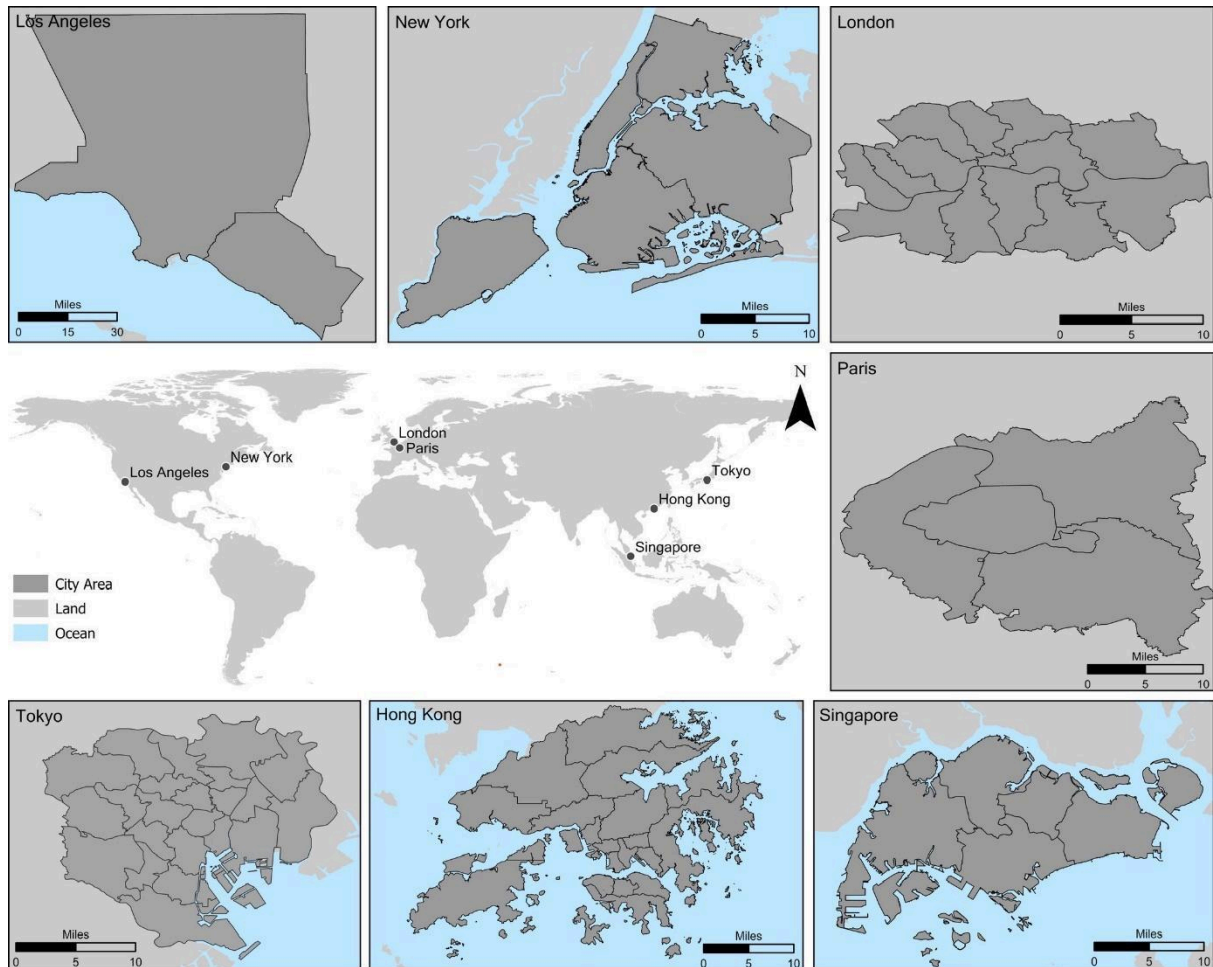 Los Angeles
Miles
0 15 30
New York
Miles
0 5 10
London
Miles
0 5 10
N
London
Paris
New York
Los Angeles
Tokyo
Hong Kong
Singapore
City Area
Land
Ocean
Paris
Miles
0 5 10
Tokyo
Miles
0 5 10
Hong Kong
Miles
0 5 10
Singapore
Miles
0 5 10